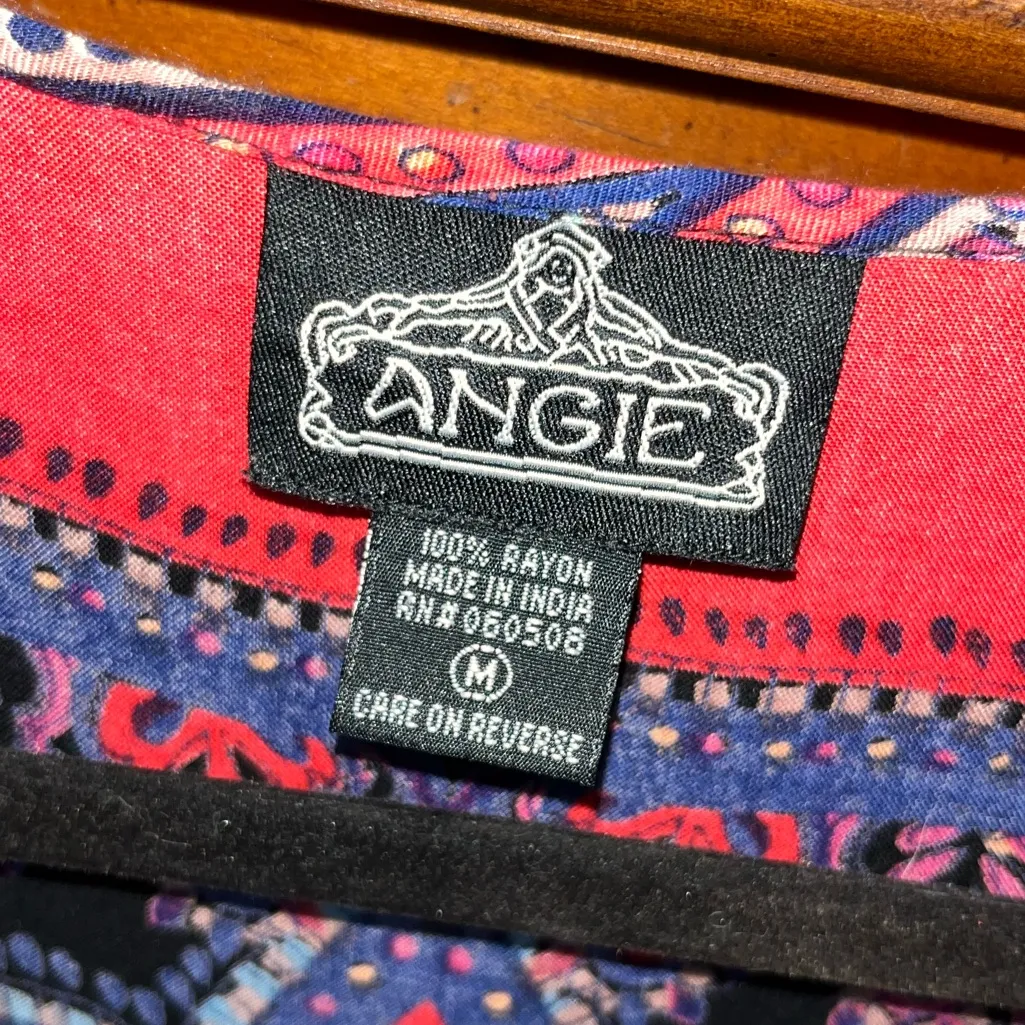 ANGIE
100% RAYON
MADE IN INDIA
RN# 060508
M
CARE ON REVERSE